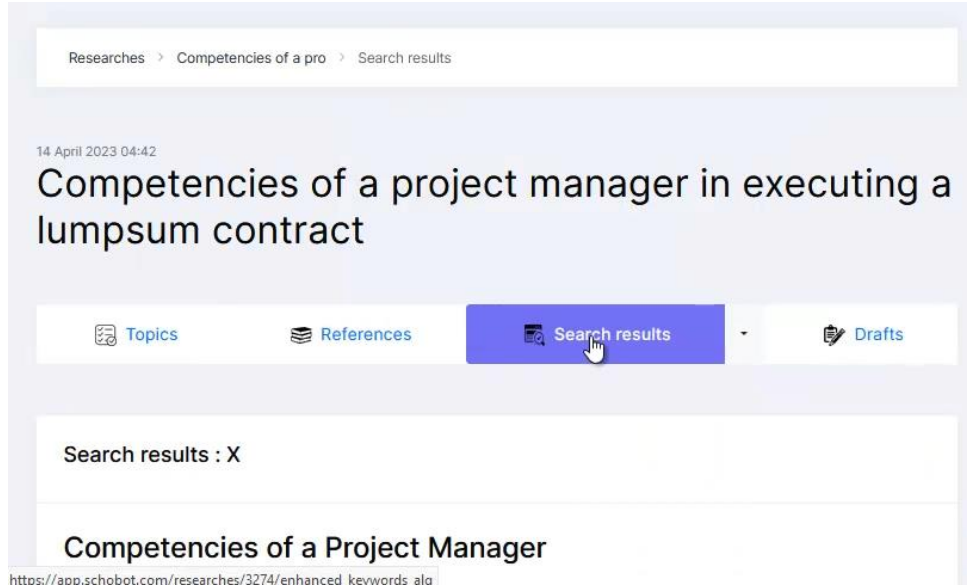 Researches > Competencies of a pro > Search results
14 April 2023 04:42
Competencies of a project manager in executing a
lumpsum contract
Topics References Search results Drafts
Search results : X
Competencies of a Project Manager
https://app.schobot.com/researches/3274/enhanced_keywords_alg